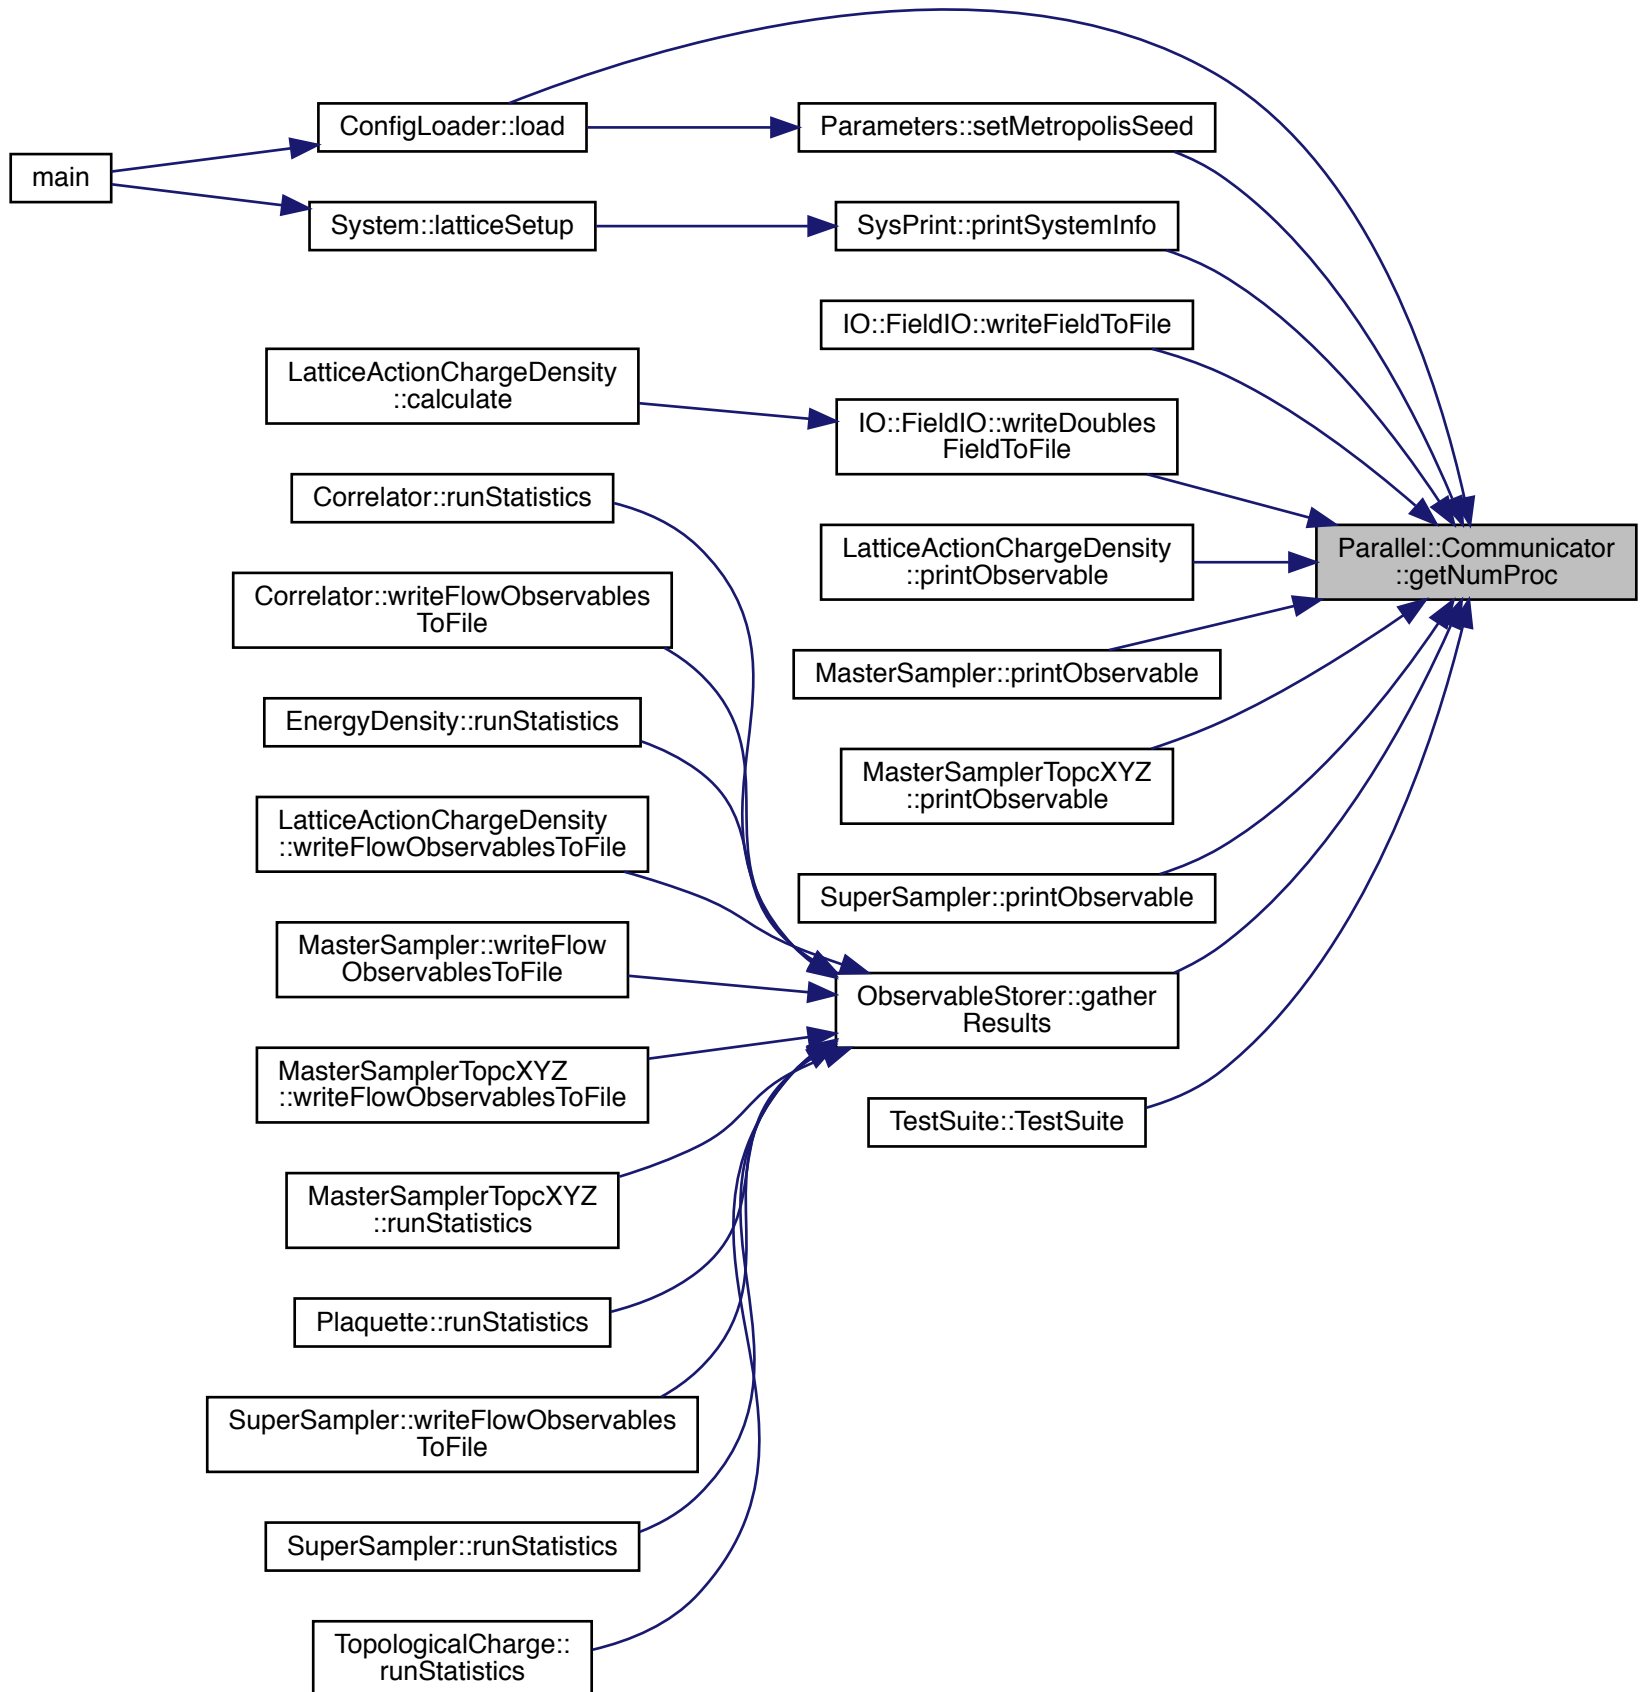 ConfigLoader::load
Parameters::setMetropolisSeed
main
System::latticeSetup
SysPrint::printSystemInfo
IO::FieldIO::writeFieldToFile
LatticeActionChargeDensity
::calculate
IO::FieldIO::writeDoubles
FieldToFile
Correlator::runStatistics
LatticeActionChargeDensity
::printObservable
Parallel::Communicator
::getNumProc
Correlator::writeFlowObservables
ToFile
MasterSampler::printObservable
EnergyDensity::runStatistics
MasterSamplerTopcXYZ
::printObservable
LatticeActionChargeDensity
::writeFlowObservablesToFile
SuperSampler::printObservable
MasterSampler::writeFlow
ObservablesToFile
ObservableStorer::gather
Results
MasterSamplerTopcXYZ
::writeFlowObservablesToFile
TestSuite::TestSuite
MasterSamplerTopcXYZ
::runStatistics
Plaquette::runStatistics
SuperSampler::writeFlowObservables
ToFile
SuperSampler::runStatistics
TopologicalCharge::
runStatistics